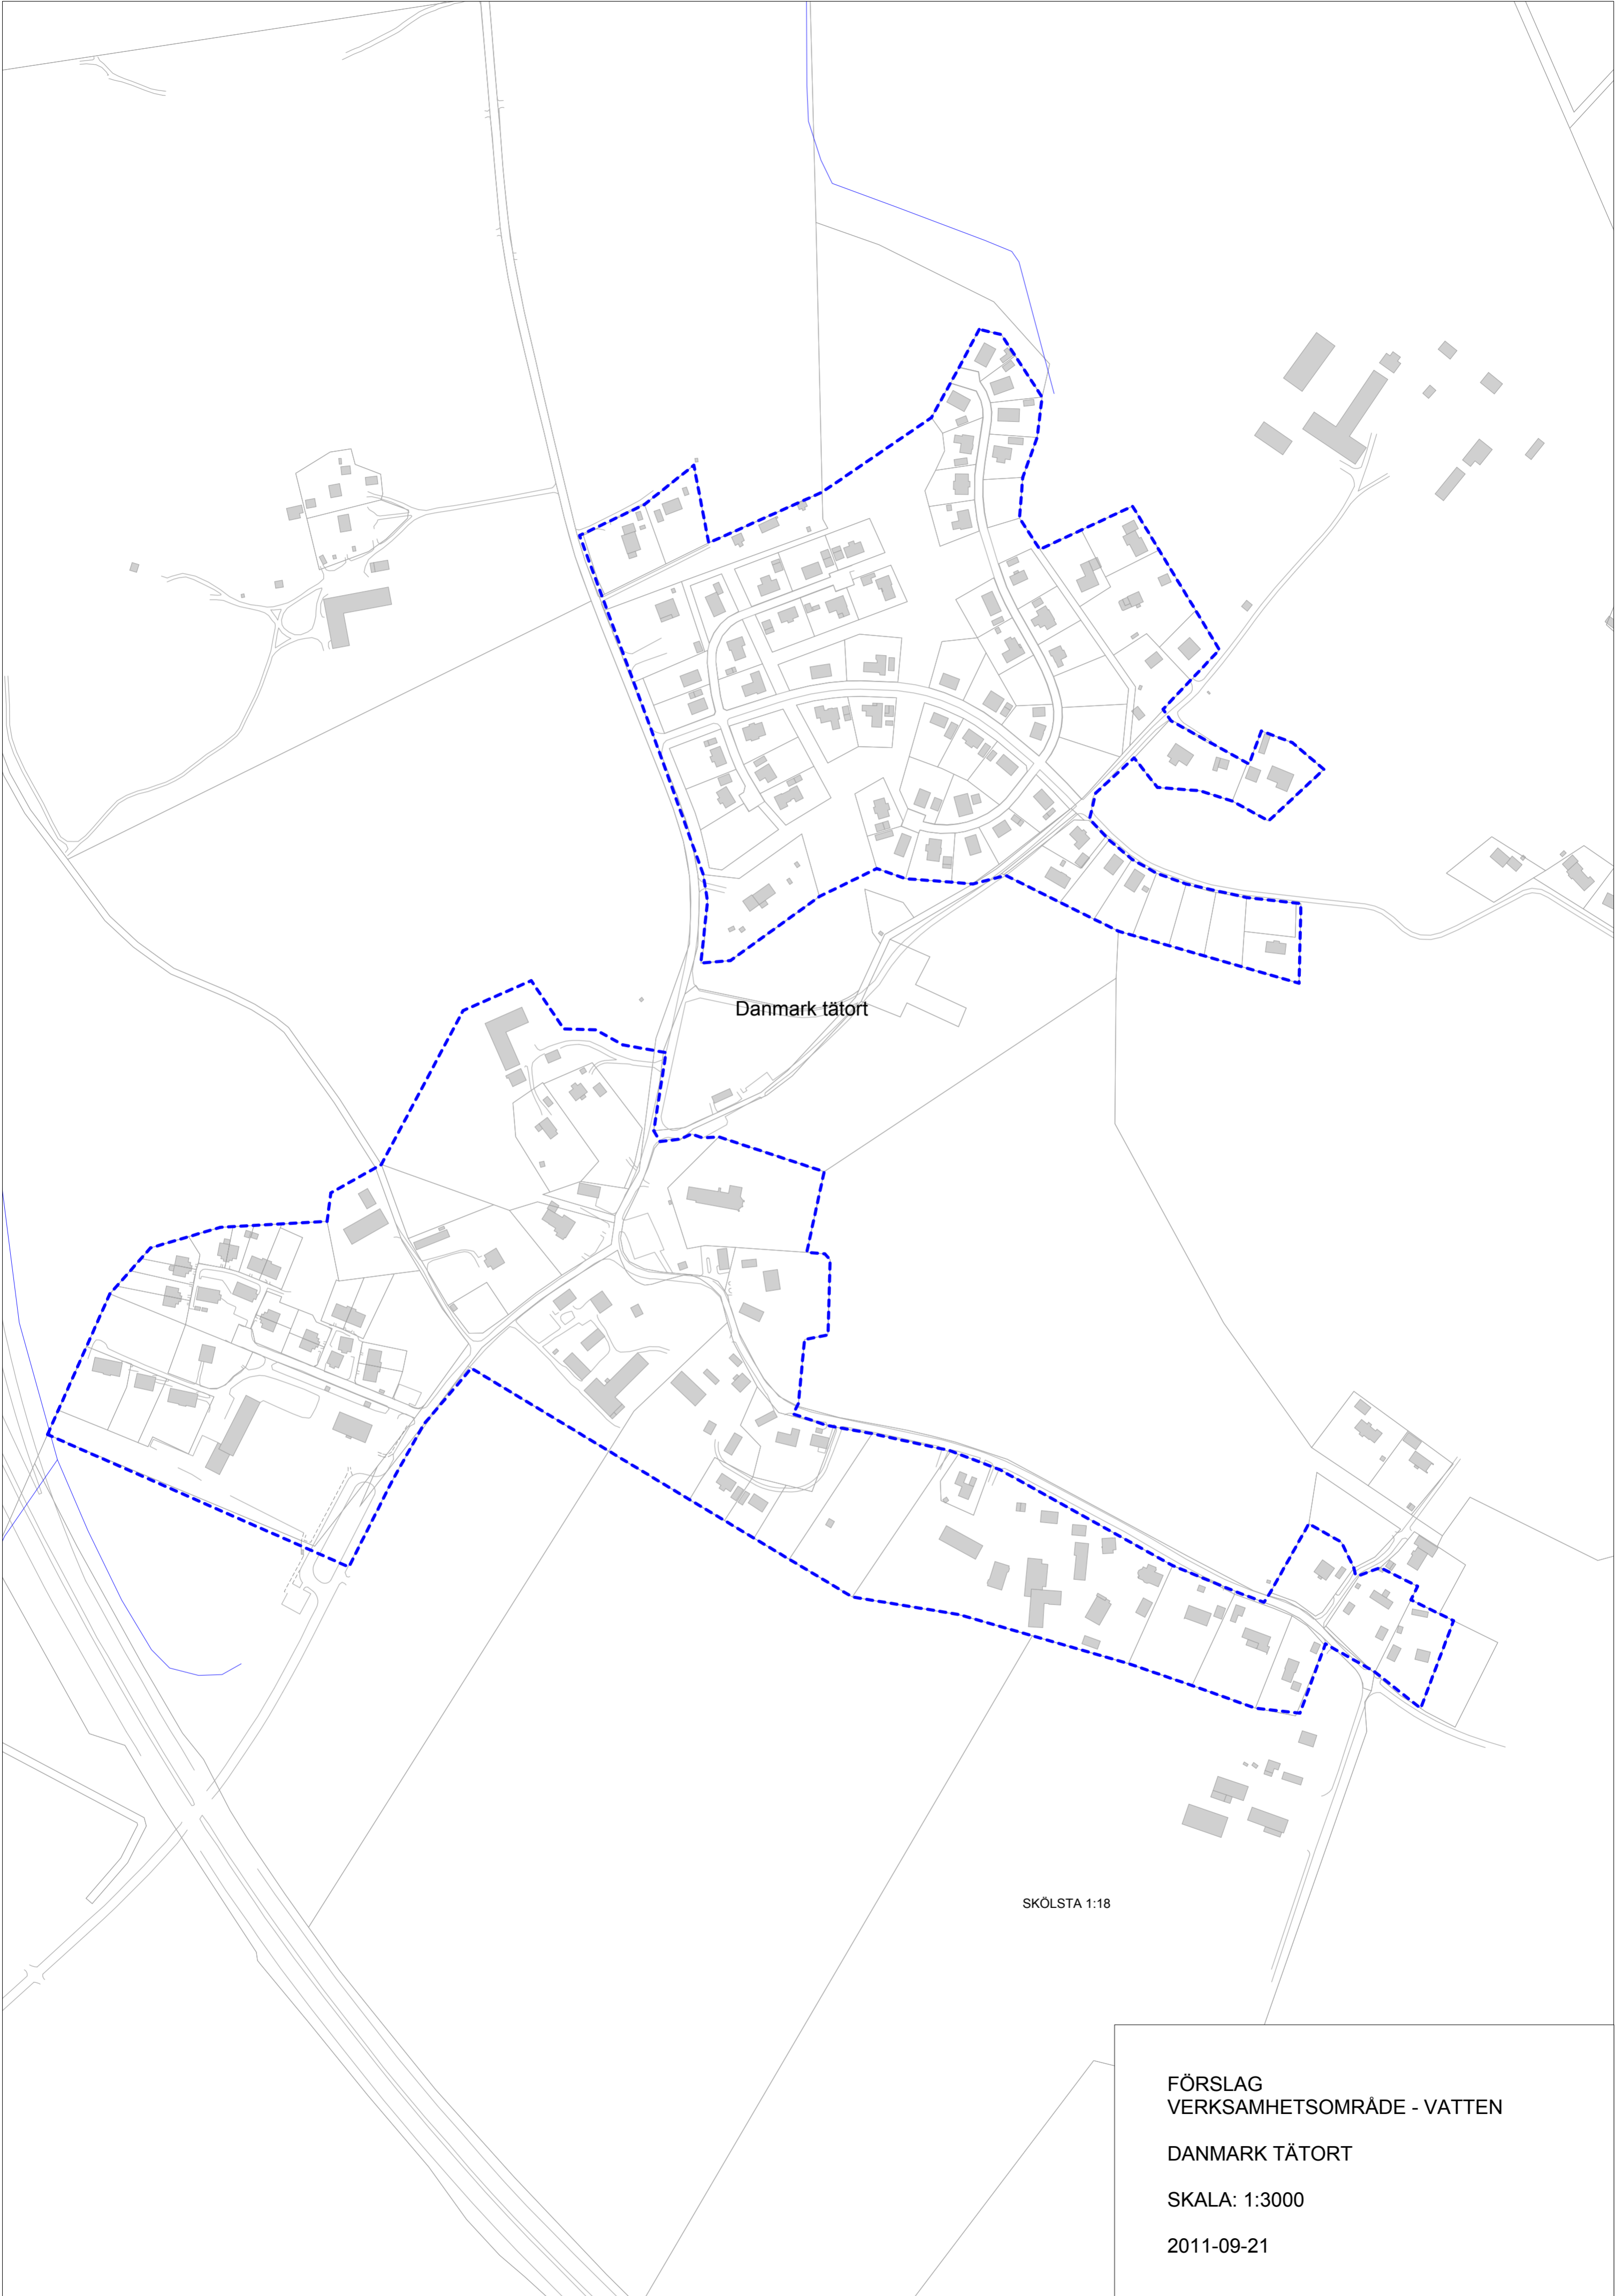 Danmark tätort
SKÖLSTA 1:18
FÖRSLAG
VERKSAMHETSOMRÅDE - VATTEN
DANMARK TÄTORT
SKALA: 1:3000
2011-09-21